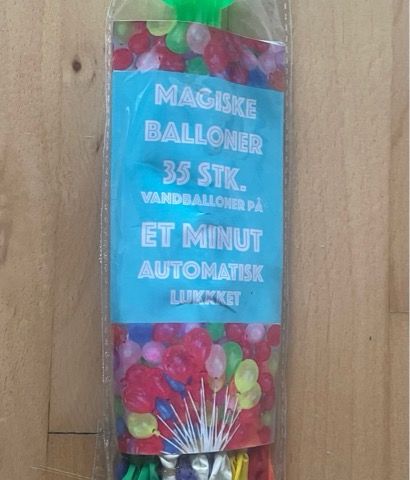 MAGISKE
BALLONER
35 STK.
VANDBALLONER PÅ
ET MINUT
AUTOMATISK
LUKKKET